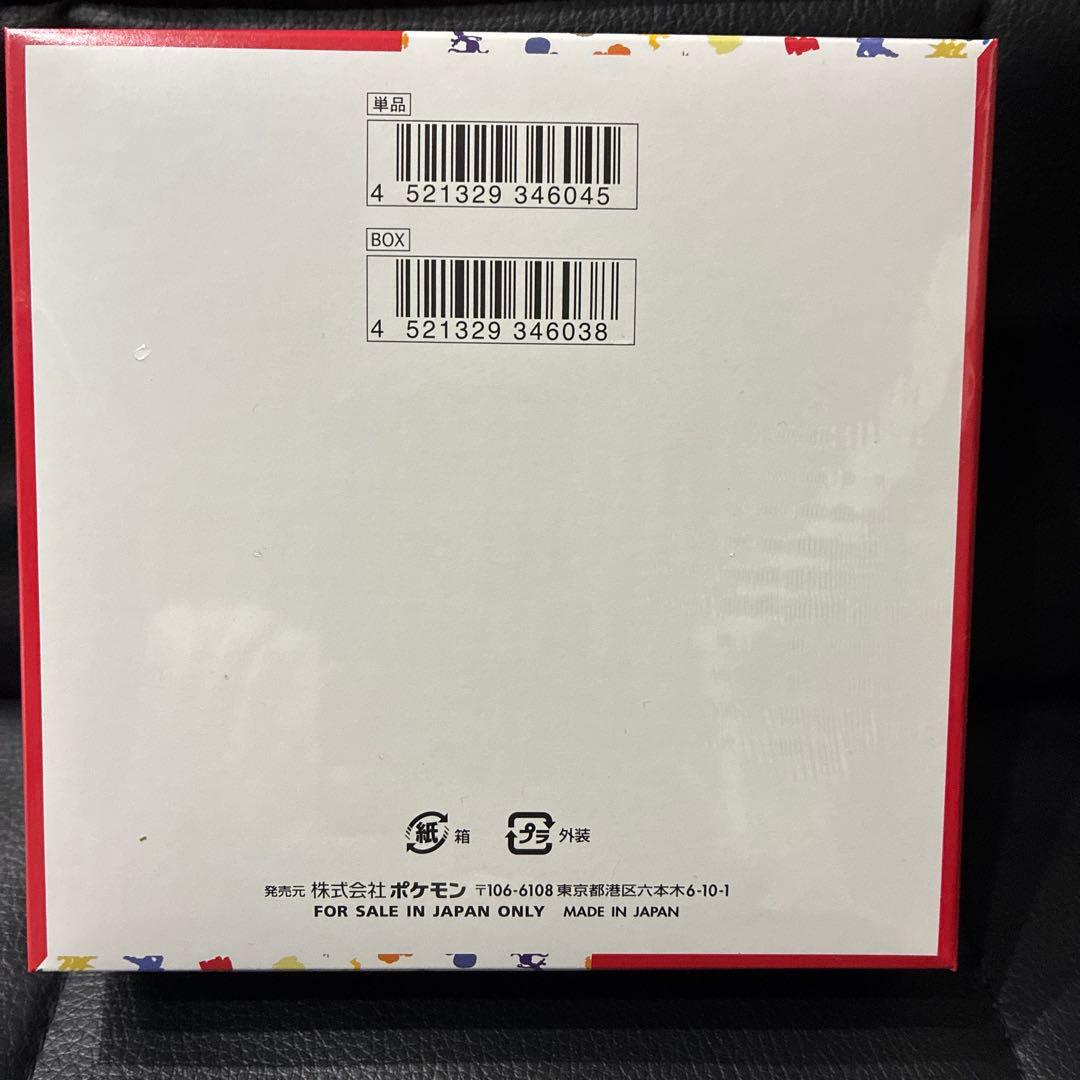 単品
4 521329 346045
BOX
4 521329 346038
紙 箱 プラ 外装
発売元 株式会社 ポケモン 〒106-6108 東京都港区六本木6-10-1
FOR SALE IN JAPAN ONLY MADE IN JAPAN